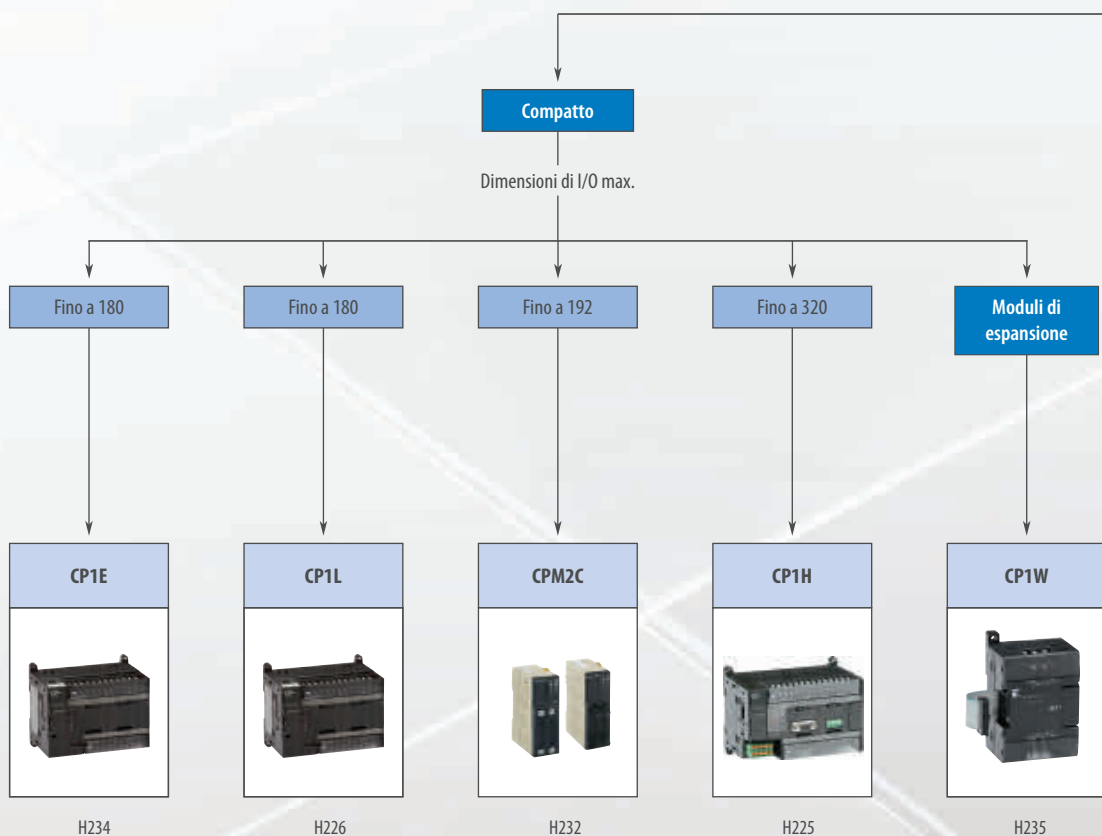 Compatto
Dimensioni di I/O max.
Fino a 180
Fino a 180
Fino a 192
Fino a 320
Moduli di
espansione
CP1E
CP1L
CPM2C
CP1H
CP1W
H234
H226
H232
H225
H235